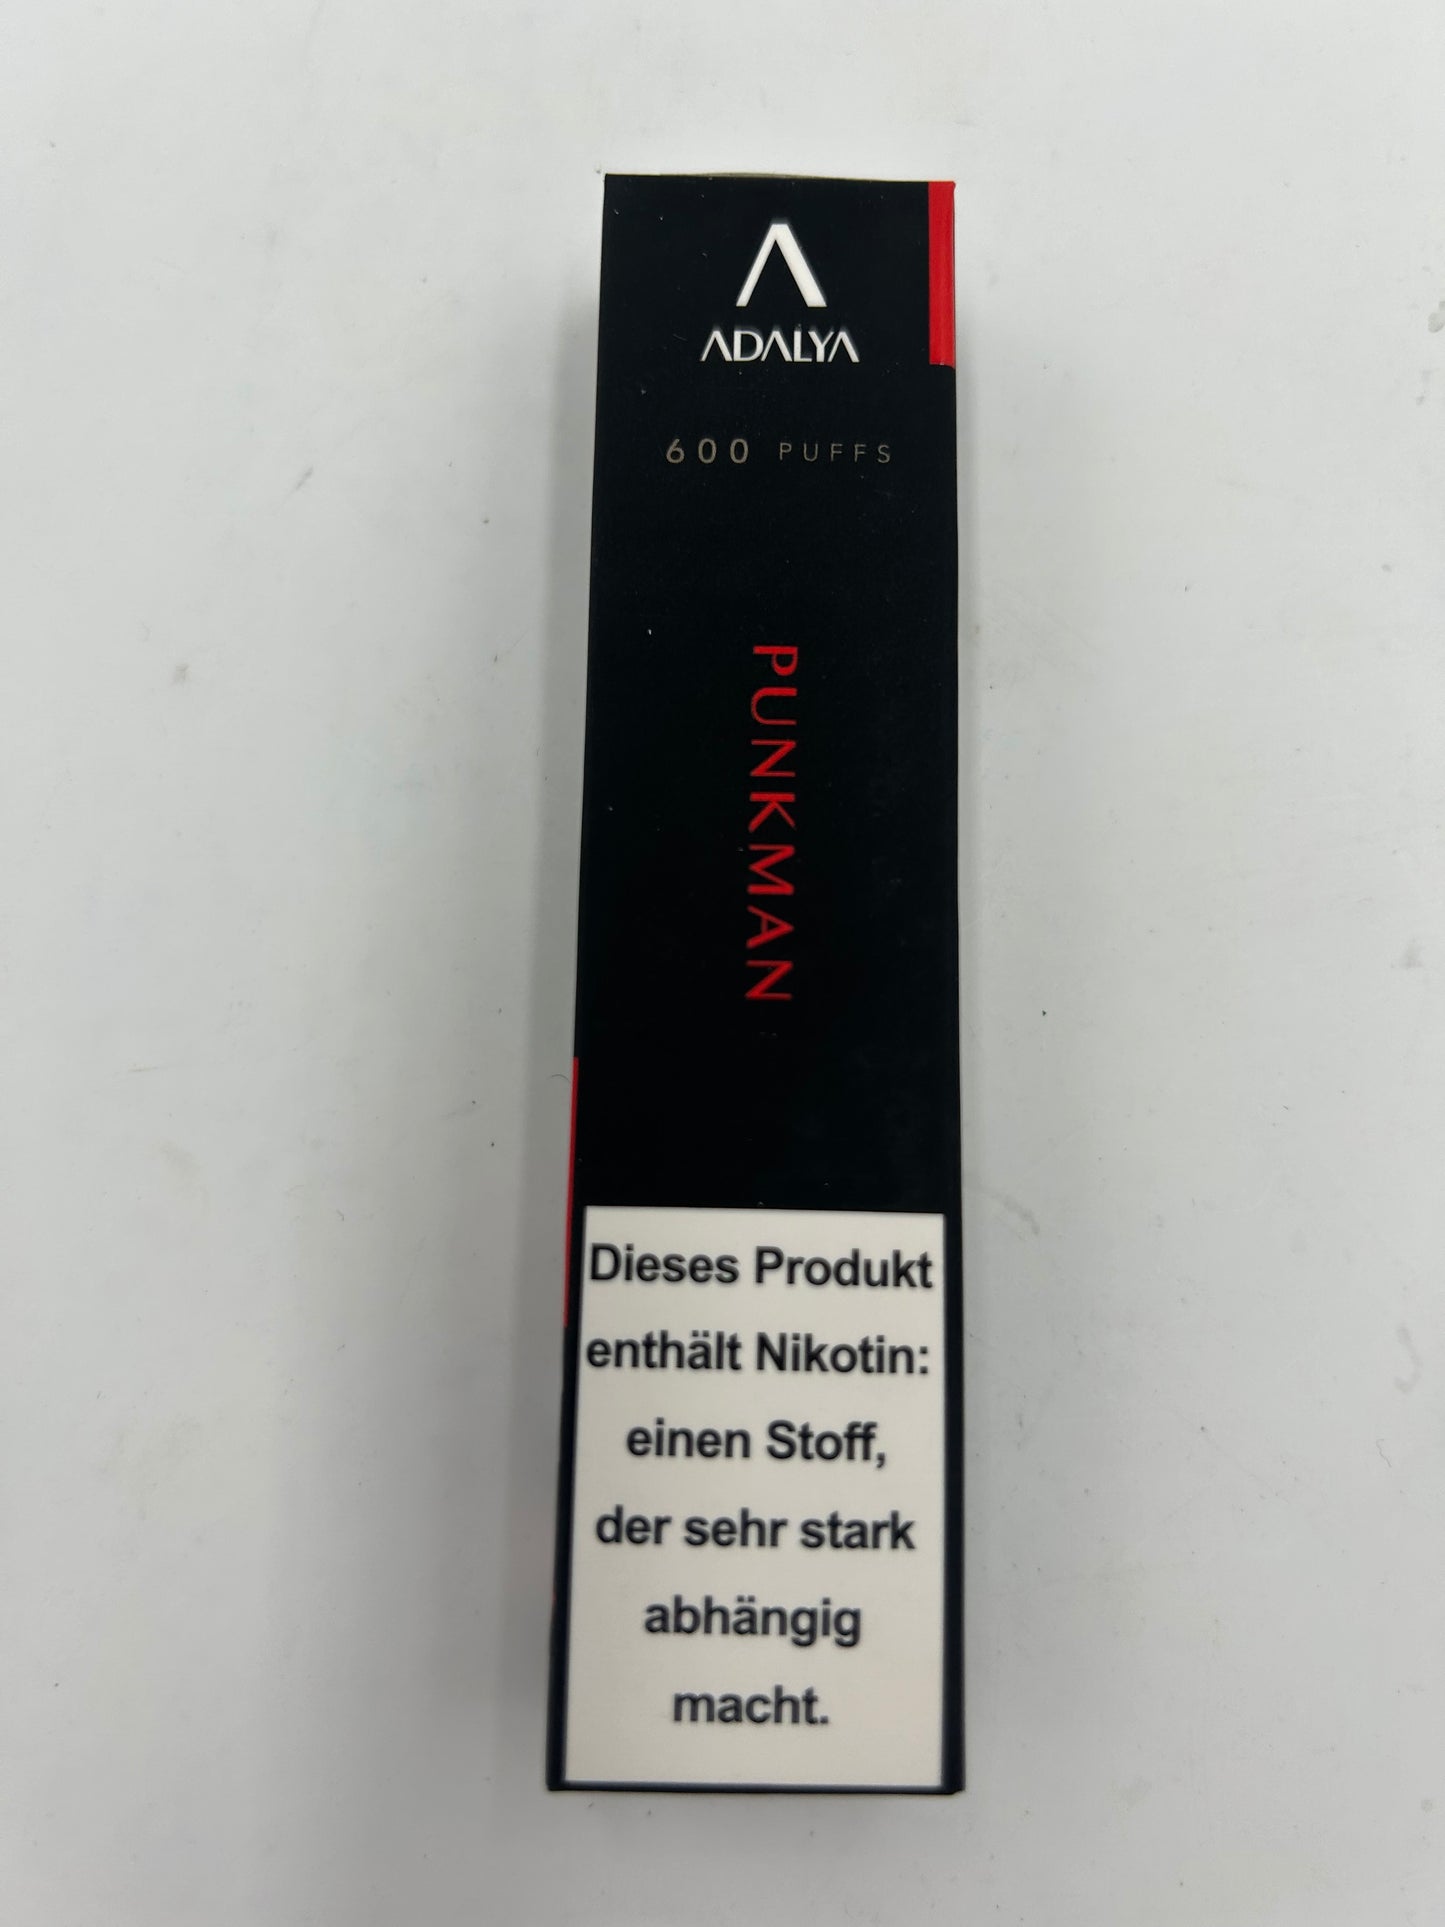 ADALYA
600 PUFFS
PUNKMAN
Dieses Produkt
enthält Nikotin:
einen Stoff,
der sehr stark
abhängig
macht.